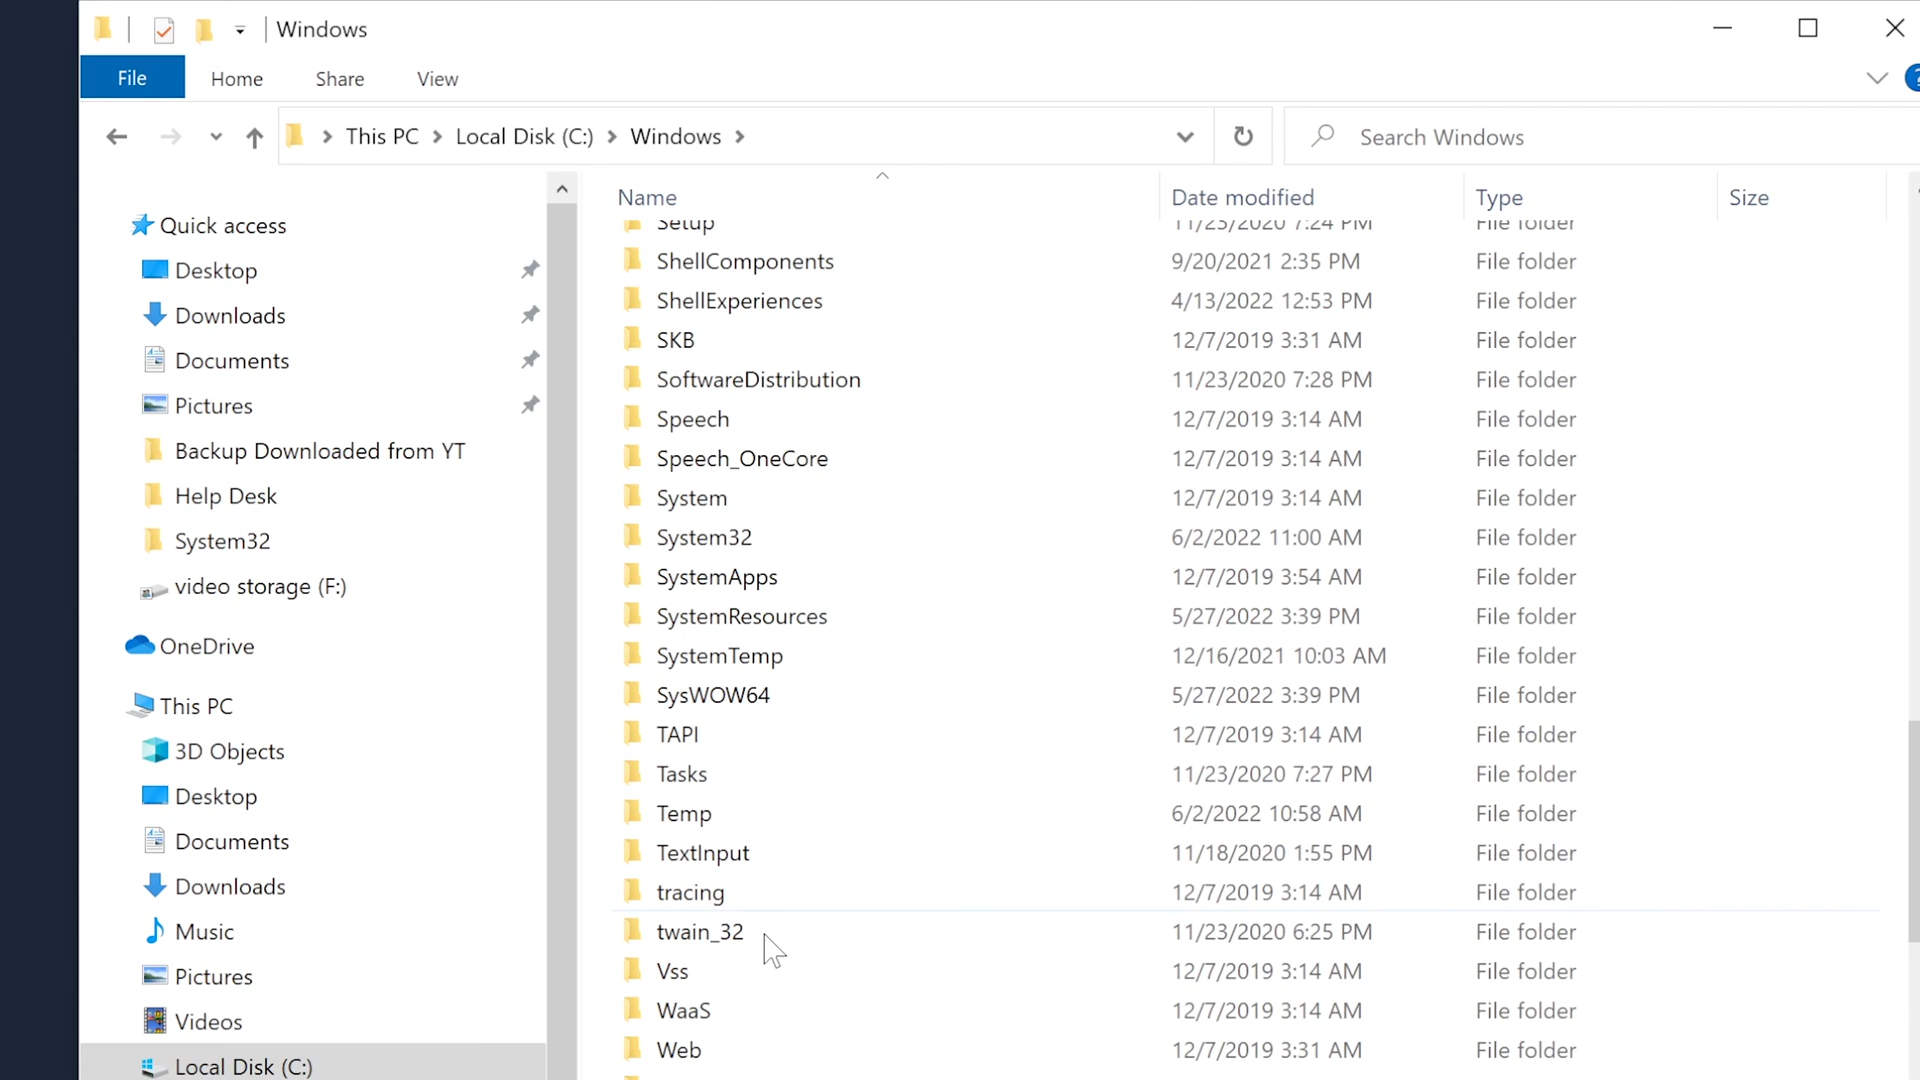 Windows
File Home Share View
This PC Local Disk (C:) Windows
Search Windows
Name Date modified Type Size
Quick access
Desktop
Downloads
Documents
Pictures
Backup Downloaded from YT
Help Desk
System32
video storage (F:)
OneDrive
This PC
3D Objects
Desktop
Documents
Downloads
Music
Pictures
Videos
Local Disk (C:)
Setup 11/23/2020 7:24 PM File folder
ShellComponents 9/20/2021 2:35 PM File folder
ShellExperiences 4/13/2022 12:53 PM File folder
SKB 12/7/2019 3:31 AM File folder
SoftwareDistribution 11/23/2020 7:28 PM File folder
Speech 12/7/2019 3:14 AM File folder
Speech_OneCore 12/7/2019 3:14 AM File folder
System 12/7/2019 3:14 AM File folder
System32 6/2/2022 11:00 AM File folder
SystemApps 12/7/2019 3:54 AM File folder
SystemResources 5/27/2022 3:39 PM File folder
SystemTemp 12/16/2021 10:03 AM File folder
SysWOW64 5/27/2022 3:39 PM File folder
TAPI 12/7/2019 3:14 AM File folder
Tasks 11/23/2020 7:27 PM File folder
Temp 6/2/2022 10:58 AM File folder
TextInput 11/18/2020 1:55 PM File folder
tracing 12/7/2019 3:14 AM File folder
twain_32 11/23/2020 6:25 PM File folder
Vss 12/7/2019 3:14 AM File folder
WaaS 12/7/2019 3:14 AM File folder
Web 12/7/2019 3:31 AM File folder